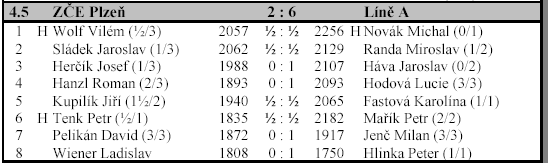 4.5 ZČE Plzeň 2 : 6 Líně A
1 H Wolf Vilém (½/3) 2057 ½ : ½ 2256 H Novák Michal (0/1)
2 Sládek Jaroslav (1/3) 2062 ½ : ½ 2129 Randa Miroslav (1/2)
3 Herčík Josef (1/3) 1988 0 : 1 2107 Háva Jaroslav (0/2)
4 Hanzl Roman (2/3) 1893 0 : 1 2093 Hodová Lucie (3/3)
5 Kupilík Jiří (1½/2) 1940 ½ : ½ 2065 Fastová Karolína (1/1)
6 H Tenk Petr (½/1) 1835 ½ : ½ 2182 Mařík Petr (2/2)
7 Pelikán David (3/3) 1872 0 : 1 1917 Jenč Milan (3/3)
8 Wiener Ladislav 1808 0 : 1 1750 Hlinka Peter (1/1)